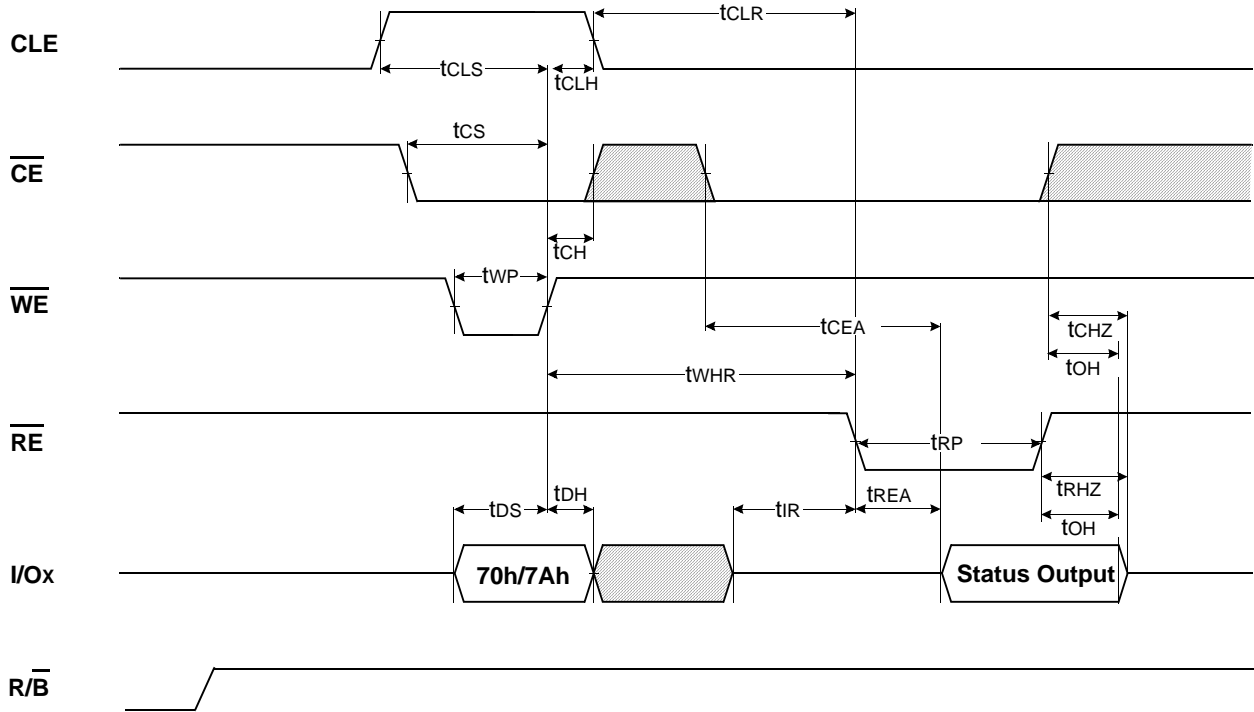 tCLR
CLE
tCLS
tCLH
tCS
CE
tCH
tWP
WE
tCHZ
tCEA
tOH
tWHR
RE
tRP
tRHZ
tDH
tREA
tDS
tIR
tOH
I/Ox
70h/7Ah
Status Output
R/B